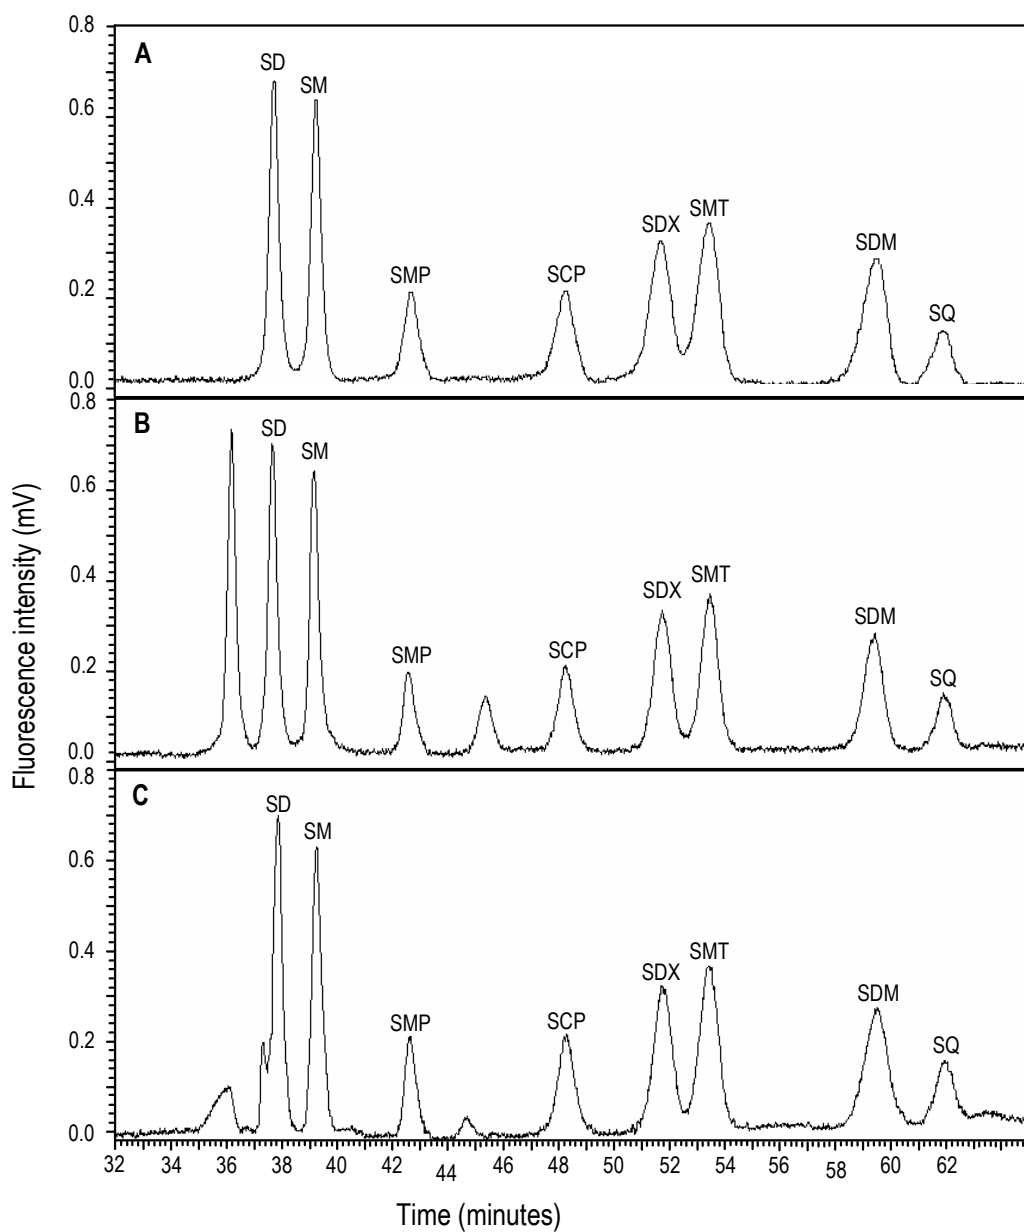 Fluorescence intensity (mV)
0.8
A
SD
SM
0.6
0.4
SMP
SCP
SDX
SMT
SDM
SQ
0.2
0.0
0.8
B
SD
SM
0.6
0.4
SMP
SCP
SDX
SMT
SDM
SQ
0.2
0.0
0.8
C
SD
SM
0.6
0.4
SMP
SCP
SDX
SMT
SDM
SQ
0.2
0.0
32 34 36 38 40 42 44 46 48 50 52 54 56 58 60 62
Time (minutes)